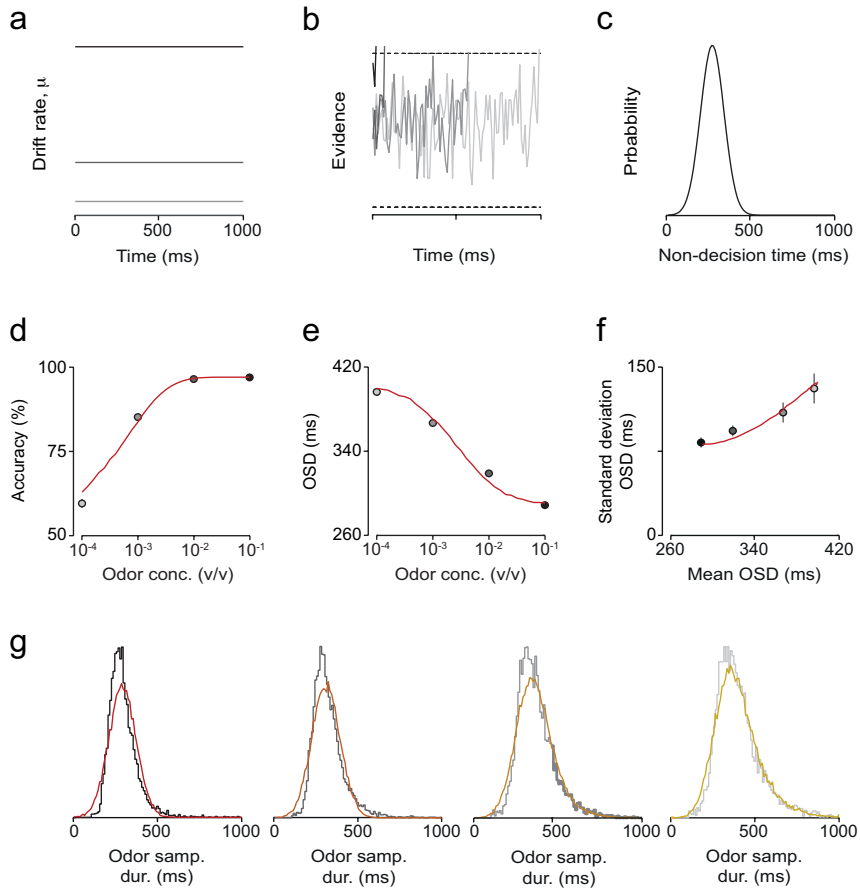 a
Drift rate, μ
0 500 1000
Time (ms)
b
Evidence
Time (ms)
c
Prbabbility
0 500 1000
Non-decision time (ms)
d
Accuracy (%)
100
75
50
10-4 10-3 10-2 10-1
Odor conc. (v/v)
e
OSD
(ms)
420
340
260
10-4 10-3 10-2 10-1
Odor conc. (v/v)
f
Standard deviation
OSD (ms)
150
0
260 340 420
Mean OSD (ms)
g
0 500 1000
Odor samp.
dur. (ms)
0 500 1000
Odor samp.
dur. (ms)
0 500 1000
Odor samp.
dur. (ms)
0 500 1000
Odor samp.
dur. (ms)